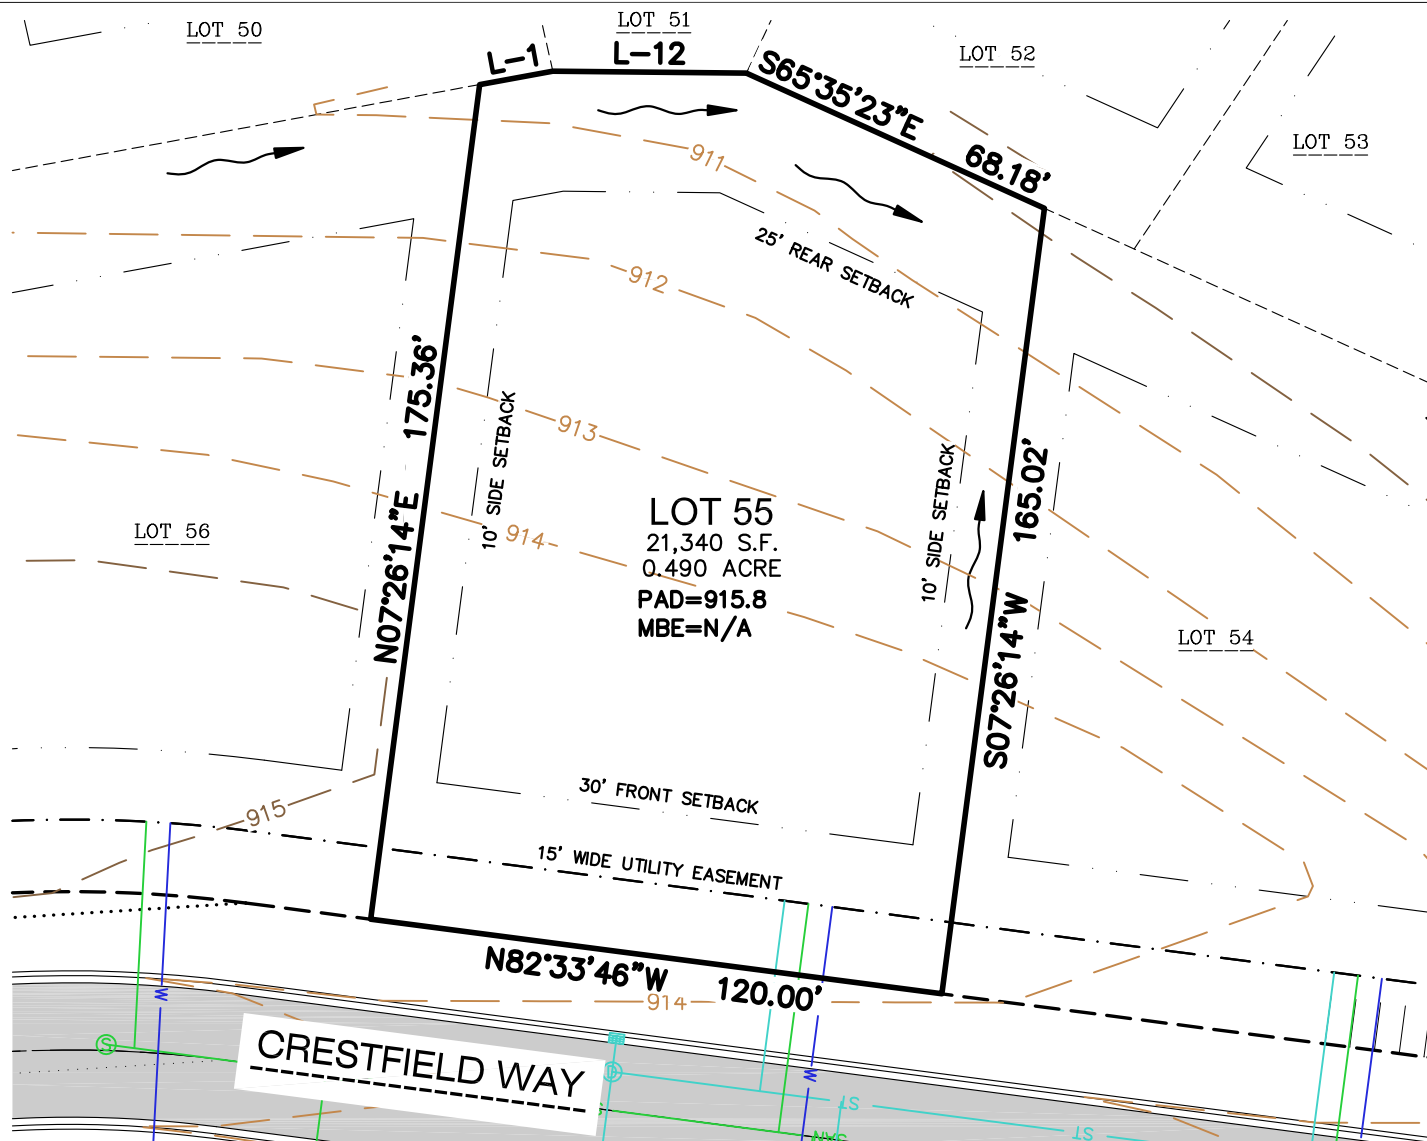 LOT 50
LOT 51
L-1
L-12
LOT 52
S65°35'23"E
68.18'
LOT 53
911
25' REAR SETBACK
912
175.36'
913
10' SIDE SETBACK
10' SIDE SETBACK
165.02'
N07°26'14"E
914
LOT 55
21,340 S.F.
0.490 ACRE
PAD=915.8
MBE=N/A
LOT 56
LOT 54
S07°26'14"W
30' FRONT SETBACK
915
15' WIDE UTILITY EASEMENT
N82°33'46"W
120.00'
914
W
S
CRESTFIELD WAY
D
W
ST
SAN
ST